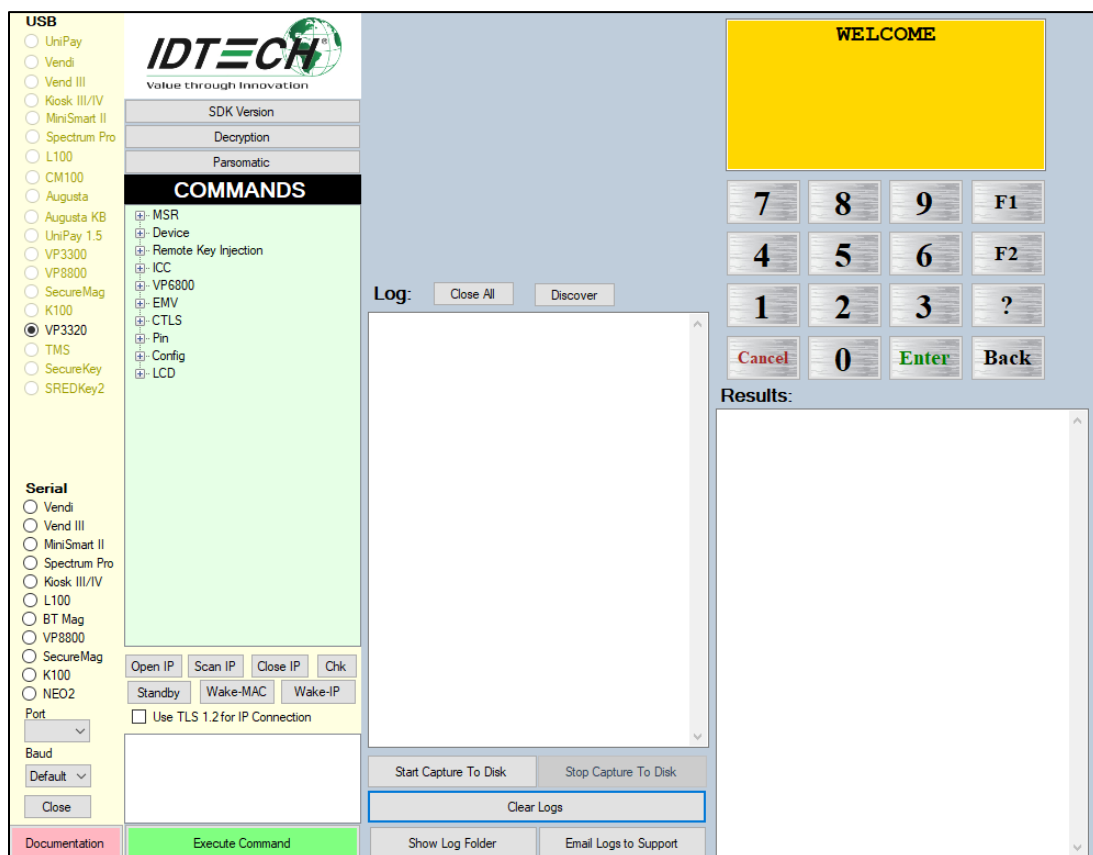 USB
UniPay
Vendi
Vend III
Kiosk III/IV
MiniSmart II
Spectrum Pro
L100
CM100
Augusta
Augusta KB
UniPay 1.5
VP3300
VP8800
SecureMag
K100
VP3320
TMS
SecureKey
SREDKey2
Serial
Vendi
Vend III
MiniSmart II
Spectrum Pro
Kiosk III/IV
L100
BT Mag
VP8800
SecureMag
K100
NEO2
Port
Baud
Default
Close
Documentation
IDTECH®
Value through Innovation
SDK Version
Decryption
Parsomatic
COMMANDS
MSR
Device
Remote Key Injection
ICC
VP6800
EMV
CTLS
Pin
Config
LCD
Open IP Scan IP Close IP Chk
Standby Wake-MAC Wake-IP
Use TLS 1.2 for IP Connection
Execute Command
Log: Close All Discover
Start Capture To Disk Stop Capture To Disk
Clear Logs
Show Log Folder Email Logs to Support
WELCOME
7 8 9 F1
4 5 6 F2
1 2 3 ?
Cancel 0 Enter Back
Results: